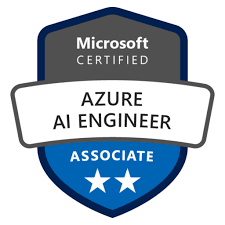 Microsoft
CERTIFIED
AZURE
AI ENGINEER
ASSOCIATE